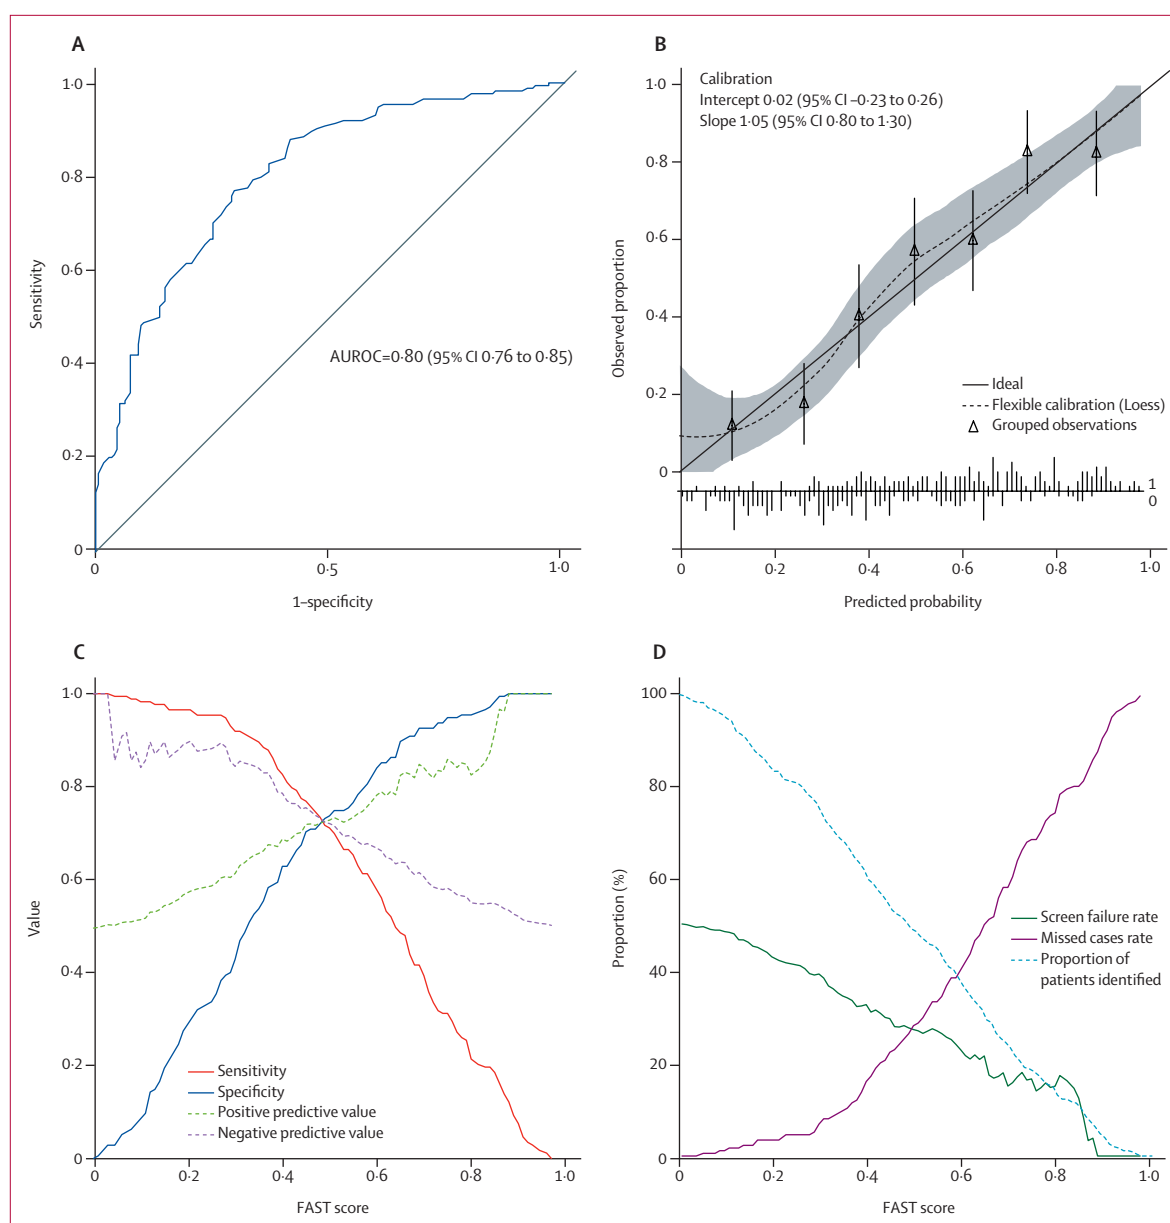 A
1·0
0·8
0·6
0·4
0·2
0
Sensitivity
AUROC=0·80 (95% CI 0·76 to 0·85)
0
0·5
1·0
1–specificity
B
Calibration
Intercept 0·02 (95% CI –0·23 to 0·26)
Slope 1·05 (95% CI 0·80 to 1·30)
1·0
0·8
0·6
0·4
0·2
0
Observed proportion
Ideal
Flexible calibration (Loess)
Grouped observations
1
0
0
0·2
0·4
0·6
0·8
1·0
Predicted probability
C
1·0
0·8
0·6
0·4
0·2
0
Value
Sensitivity
Specificity
Positive predictive value
Negative predictive value
0
0·2
0·4
0·6
0·8
1·0
FAST score
D
100
80
60
40
20
0
Proportion (%)
Screen failure rate
Missed cases rate
Proportion of
patients identified
0
0·2
0·4
0·6
0·8
1·0
FAST score